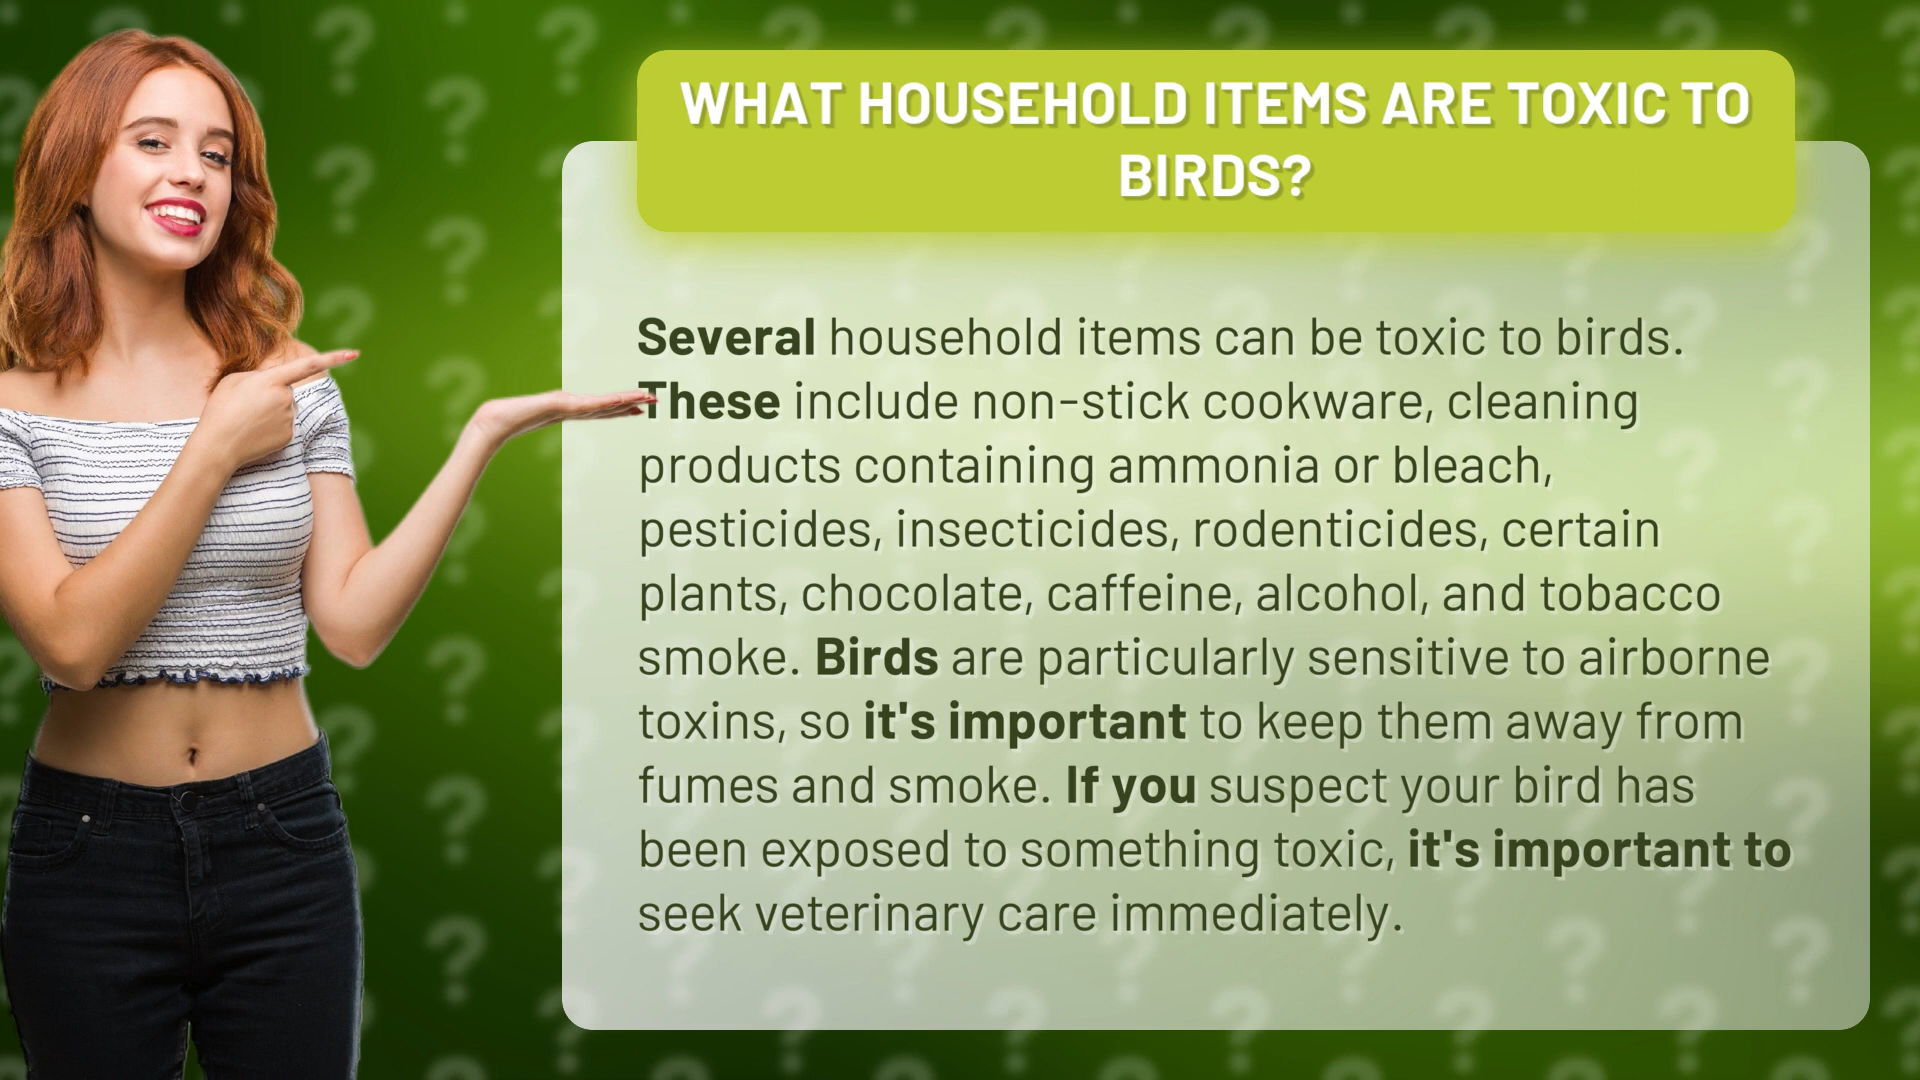 WHAT HOUSEHOLD ITEMS ARE TOXIC TO
BIRDS?
Several household items can be toxic to birds.
These include non-stick cookware, cleaning
products containing ammonia or bleach,
pesticides, insecticides, rodenticides, certain
plants, chocolate, caffeine, alcohol, and tobacco
smoke. Birds are particularly sensitive to airborne
toxins, so it's important to keep them away from
fumes and smoke. If you suspect your bird has
been exposed to something toxic, it's important to
seek veterinary care immediately.